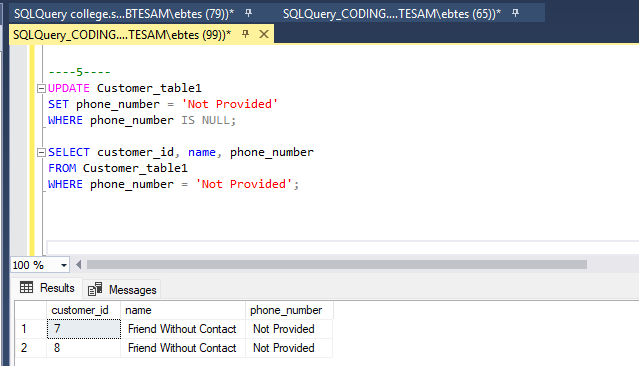 SQLQuery college.s...BTESAM\ebtes (79))* SQLQuery_CODING....TESAM\ebtes (65))*
SQLQuery_CODING....TESAM\ebtes (99))*
----5----
UPDATE Customer_table1
SET phone_number = 'Not Provided'
WHERE phone_number IS NULL;
SELECT customer_id, name, phone_number
FROM Customer_table1
WHERE phone_number = 'Not Provided';
100 %
Results Messages
customer_id name phone_number
1 7 Friend Without Contact Not Provided
2 8 Friend Without Contact Not Provided